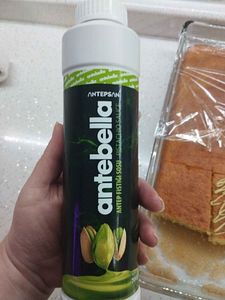 ANTEPSAN
antebella
ANTEP FISTIĞI SOSU
PISTACHIO SAUCE